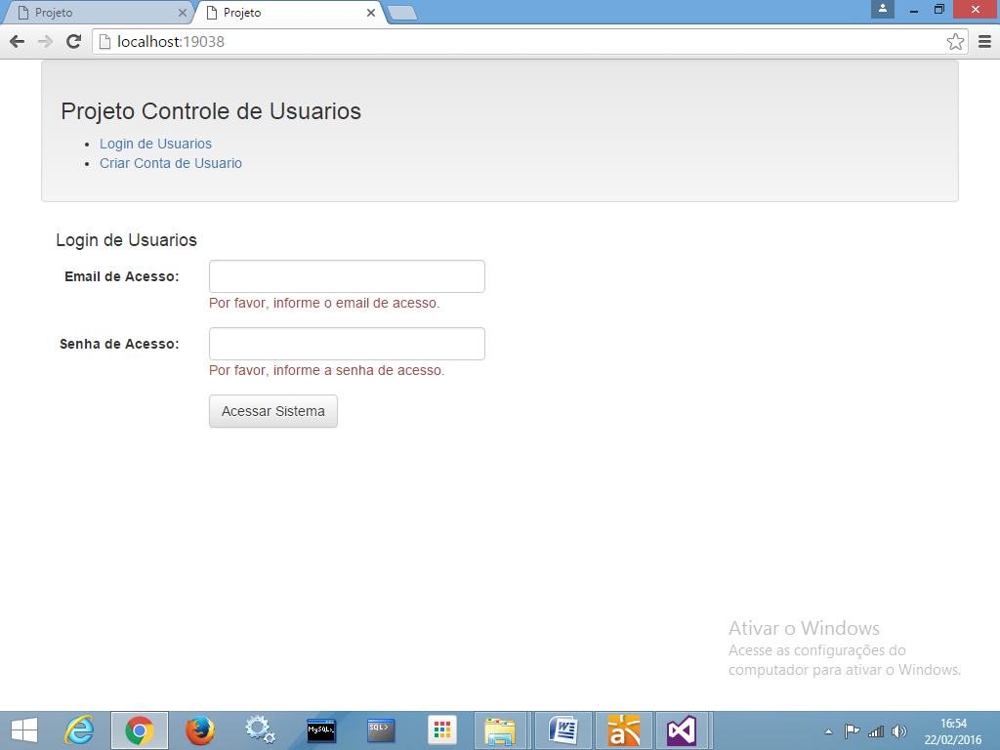 Projeto
Projeto
localhost:19038
Projeto Controle de Usuarios
Login de Usuarios
Criar Conta de Usuario
Login de Usuarios
Email de Acesso:
Por favor, informe o email de acesso.
Senha de Acesso:
Por favor, informe a senha de acesso.
Acessar Sistema
Ativar o Windows
Acesse as configurações do
computador para ativar o Windows.
MySQL>
SQL>
16:54
22/02/2016